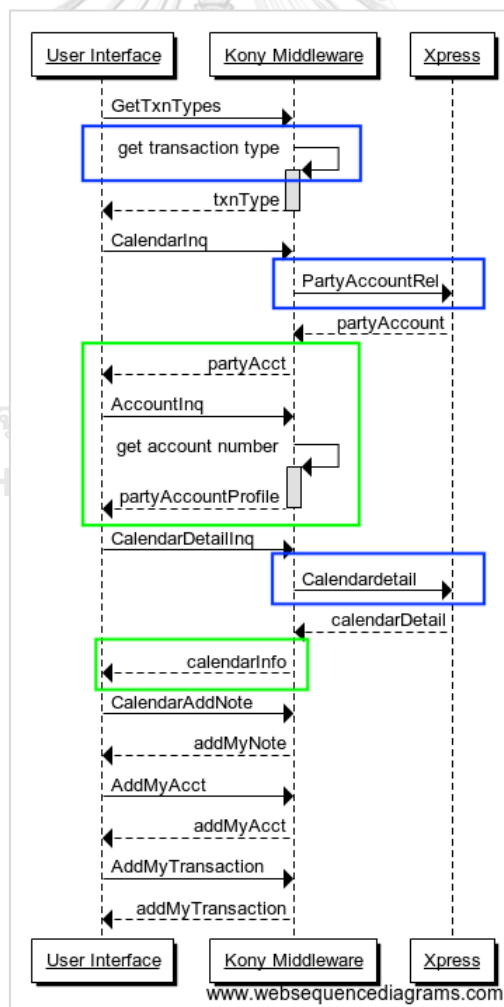 User Interface Kony Middleware Xpress
GetTxnTypes
get transaction type
txnType
CalendarInq
PartyAccountRel
partyAccount
partyAcct
AccountInq
get account number
partyAccountProfile
CalendarDetailInq
Calendardetail
calendarDetail
calendarInfo
CalendarAddNote
addMyNote
AddMyAcct
addMyAcct
AddMyTransaction
addMyTransaction
User Interface Kony Middleware Xpress
www.websequencediagrams.com